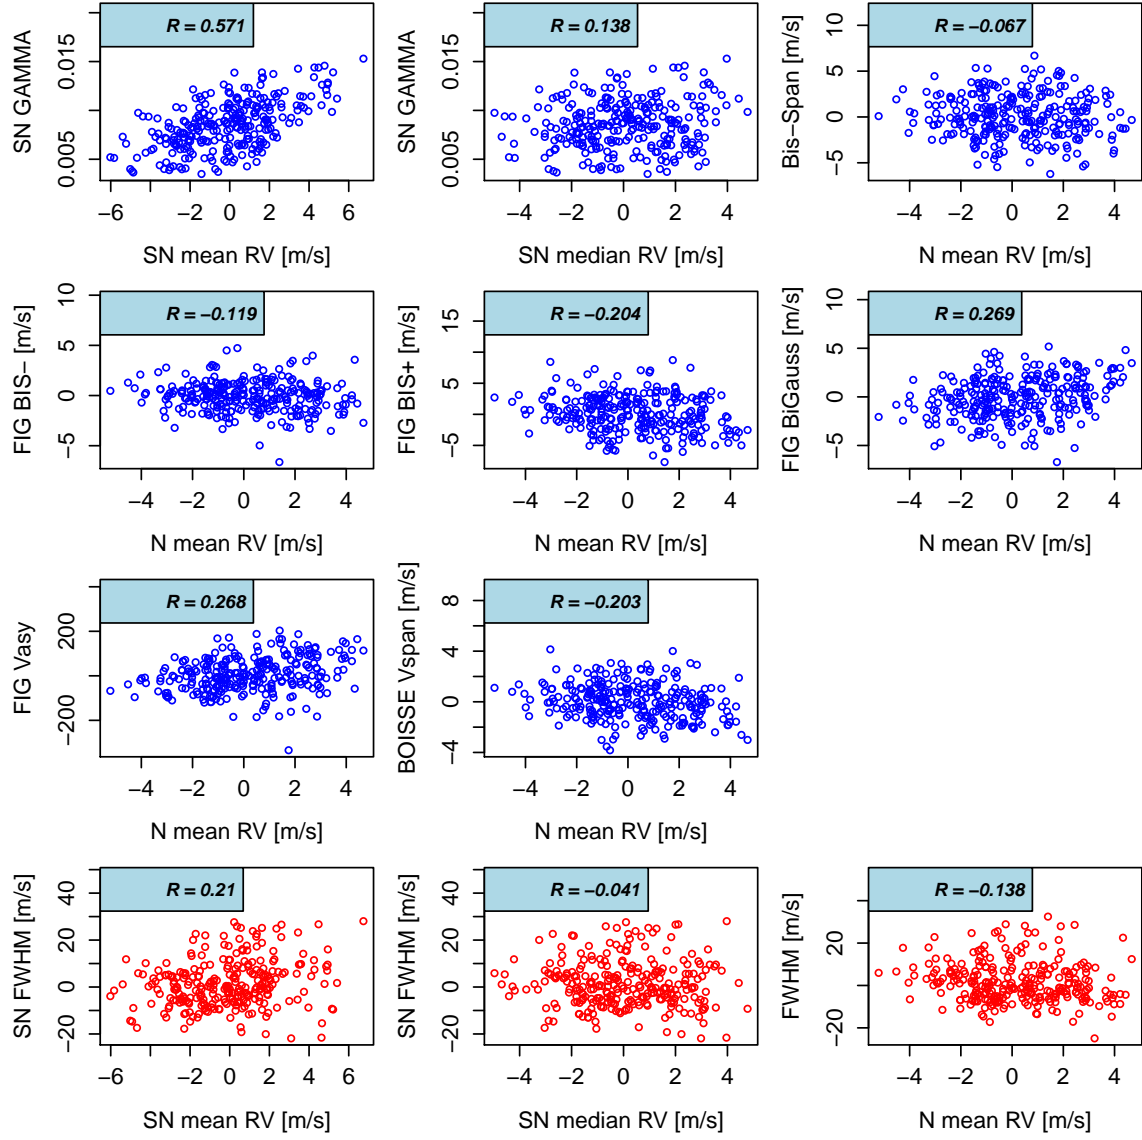 R = 0.571
SN GAMMA
0.005 0.015
−6 −4 −2 0 2 4 6
SN mean RV [m/s]
R = 0.138
SN GAMMA
0.005 0.015
−4 −2 0 2 4
SN median RV [m/s]
R = −0.067
Bis−Span [m/s]
−5 0 5 10
−4 −2 0 2 4
N mean RV [m/s]
R = −0.119
FIG BIS− [m/s]
−5 0 5 10
−4 −2 0 2 4
N mean RV [m/s]
R = −0.204
FIG BIS+ [m/s]
−5 5 15
−4 −2 0 2 4
N mean RV [m/s]
R = 0.269
FIG BiGauss [m/s]
−5 0 5 10
−4 −2 0 2 4
N mean RV [m/s]
R = 0.268
FIG Vasy
−200 200
−4 −2 0 2 4
N mean RV [m/s]
R = −0.203
BOISSE Vspan [m/s]
−4 0 4 8
−4 −2 0 2 4
N mean RV [m/s]
R = 0.21
SN FWHM [m/s]
−20 0 20 40
−6 −4 −2 0 2 4 6
SN mean RV [m/s]
R = −0.041
SN FWHM [m/s]
−20 0 20 40
−4 −2 0 2 4
SN median RV [m/s]
R = −0.138
FWHM [m/s]
−20 20
−4 −2 0 2 4
N mean RV [m/s]